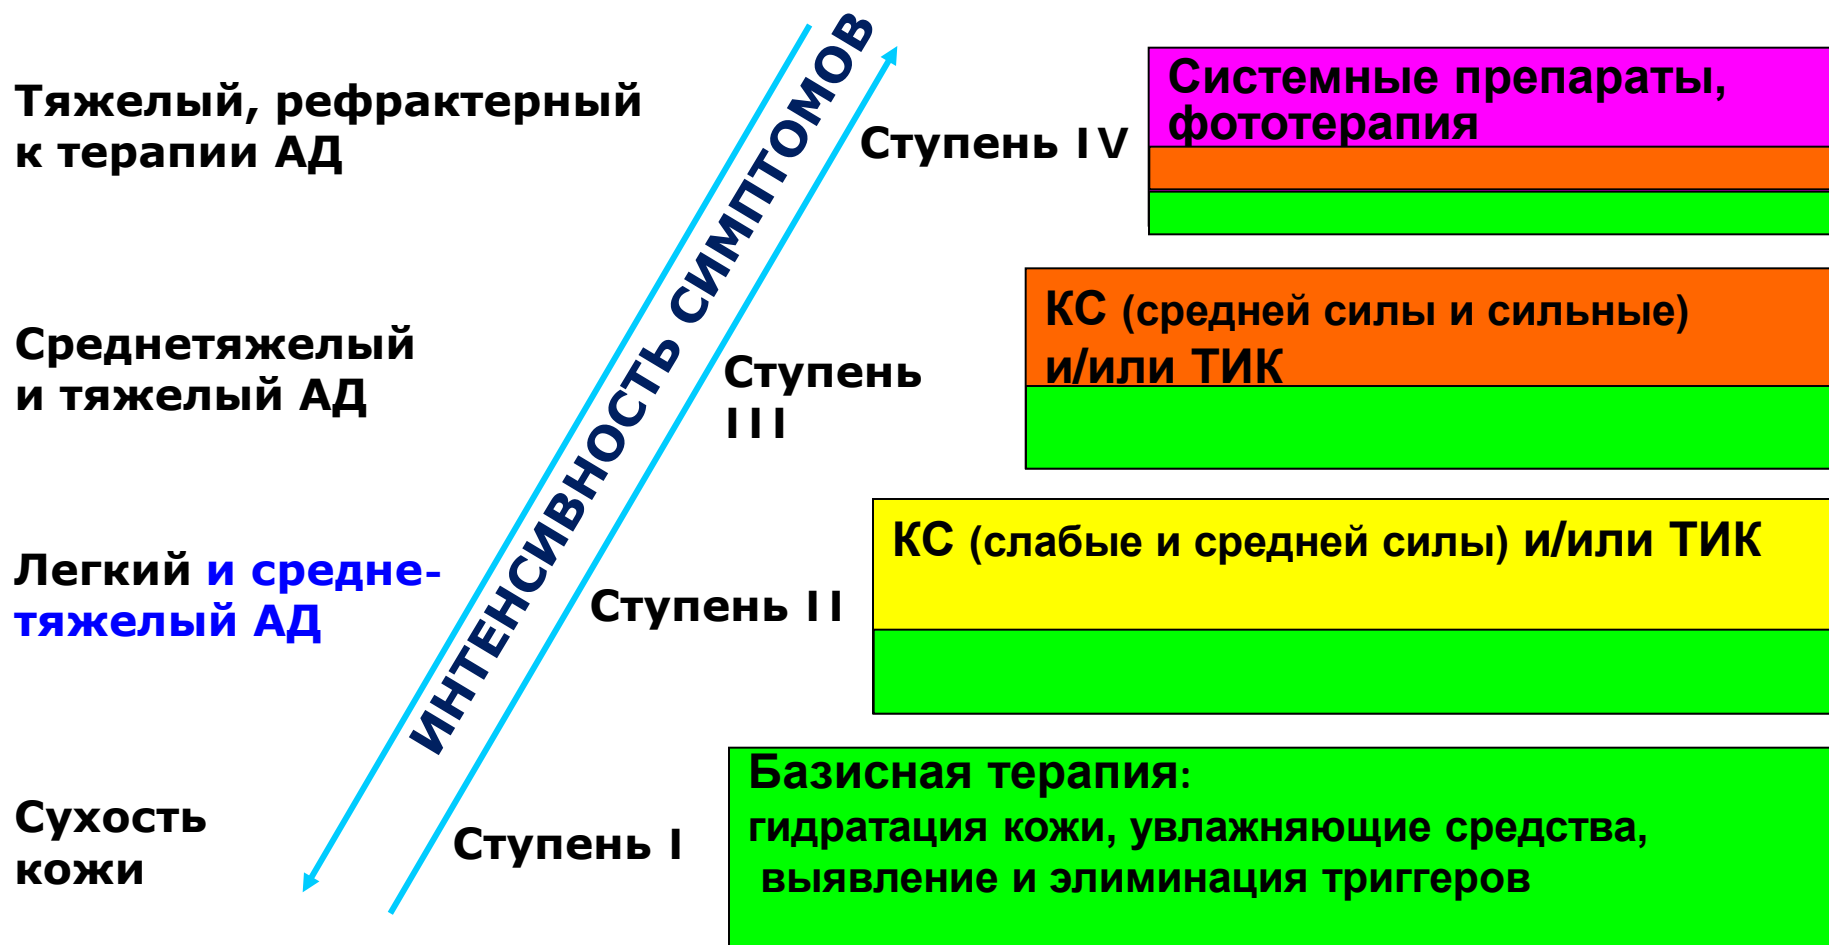 Тяжелый, рефрактерный
к терапии АД
Ступень IV
Системные препараты,
фототерапия
ИНТЕНСИВНОСТЬ СИМПТОМОВ
Среднетяжелый
и тяжелый АД
Ступень
III
КС (средней силы и сильные)
и/или ТИК
Легкий и средне-
тяжелый АД
Ступень II
КС (слабые и средней силы) и/или ТИК
Сухость
кожи
Ступень I
Базисная терапия:
гидратация кожи, увлажняющие средства,
выявление и элиминация триггеров